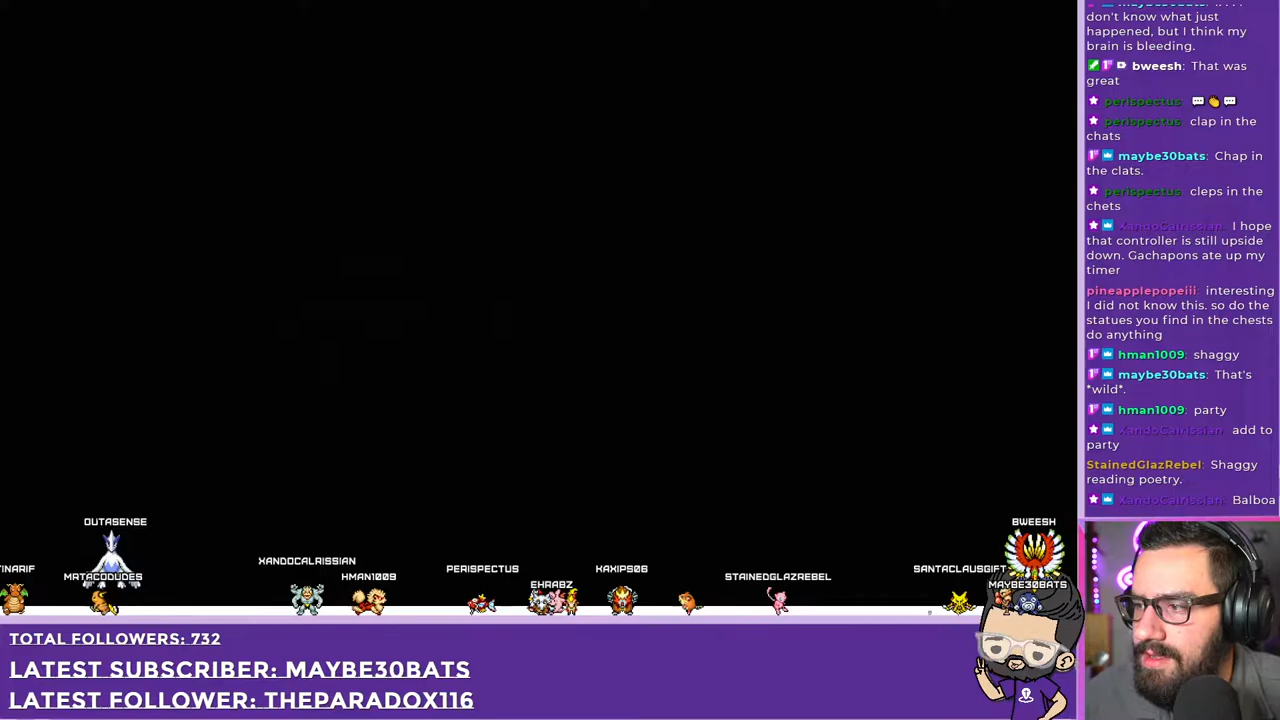 don't know what just
happened, but I think my
brain is bleeding.
bweesh: That was
great
perispectus:
perispectus: clap in the
chats
maybe30bats: Chap in
the clats.
perispectus: cleps in the
chets
XandoCalrissian: I hope
that controller is still upside
down. Gachapons ate up my
timer
pineapplepopeiii: interesting
I did not know this. so do the
statues you find in the chests
do anything
hman1009: shaggy
maybe30bats: That's
*wild*.
hman1009: party
XandoCalrissian: add to
party
StainedGlazRebel: Shaggy
reading poetry.
XandoCalrissian: Balboa
OUTASENSE
BWEESH
XANDOCALRISSIAN
TINARIF
MATACODUDES
HMAN1009
PERISPECTUS
EHRABZ
KAXIPS06
STAINEDGLAZREBEL
SANTACLAUSGIFT
MAYBE30BATS
TOTAL FOLLOWERS: 732
LATEST SUBSCRIBER: MAYBE30BATS
LATEST FOLLOWER: THEPARADOX116